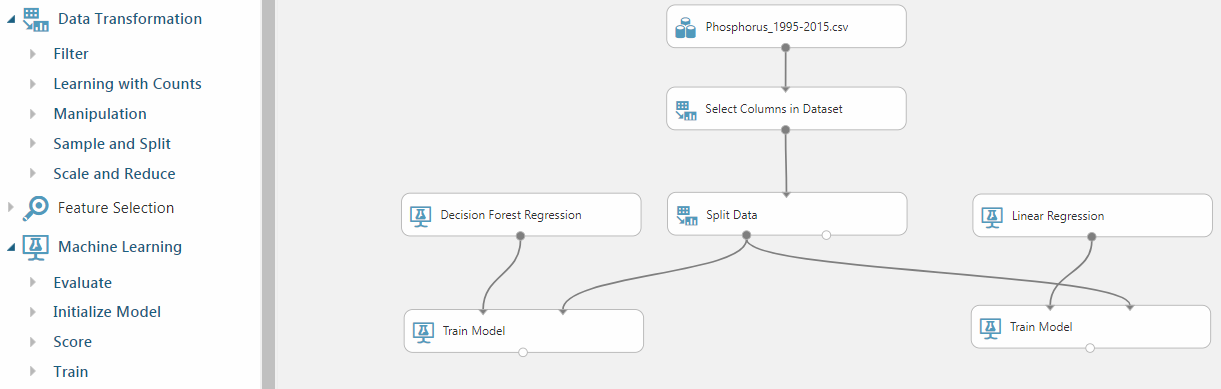 Data Transformation
Filter
Learning with Counts
Manipulation
Sample and Split
Scale and Reduce
Feature Selection
Machine Learning
Evaluate
Initialize Model
Score
Train
Phosphorus_1995-2015.csv
Select Columns in Dataset
Decision Forest Regression
Split Data
Linear Regression
Train Model
Train Model